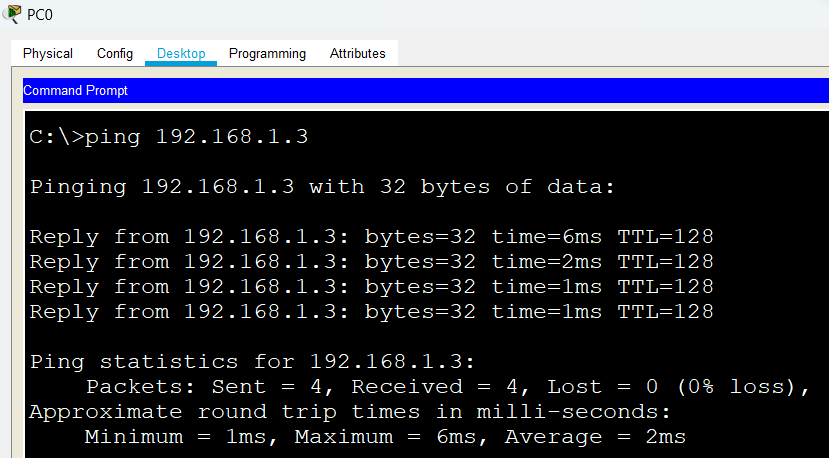 PC0
Physical Config Desktop Programming Attributes
Command Prompt
C:\>ping 192.168.1.3
Pinging 192.168.1.3 with 32 bytes of data:
Reply from 192.168.1.3: bytes=32 time=6ms TTL=128
Reply from 192.168.1.3: bytes=32 time=2ms TTL=128
Reply from 192.168.1.3: bytes=32 time=1ms TTL=128
Reply from 192.168.1.3: bytes=32 time=1ms TTL=128
Ping statistics for 192.168.1.3:
    Packets: Sent = 4, Received = 4, Lost = 0 (0% loss),
Approximate round trip times in milli-seconds:
    Minimum = 1ms, Maximum = 6ms, Average = 2ms